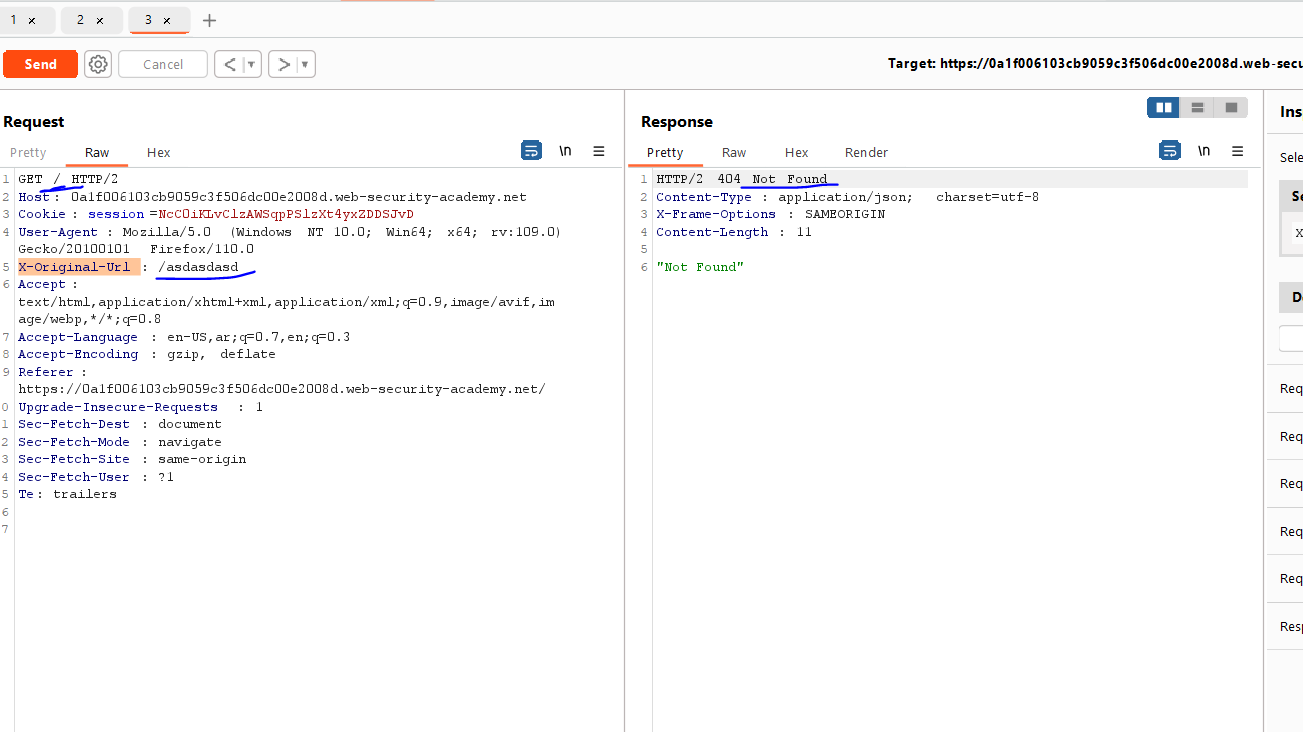 1 × 2 × 3 × +
Send Cancel < ▼ > ▼ Target: https://0a1f006103cb9059c3f506dc00e2008d.web-secu
Request
Pretty Raw Hex \n ≡
1 GET / HTTP/2
2 Host : 0a1f006103cb9059c3f506dc00e2008d.web-security-academy.net
3 Cookie : session =NcC0iKLvClzAWSqpPSlzXt4yxZDDSJvD
4 User-Agent : Mozilla/5.0 (Windows NT 10.0; Win64; x64; rv:109.0)
Gecko/20100101 Firefox/110.0
5 X-Original-Url : /asdasdasd
6 Accept :
text/html,application/xhtml+xml,application/xml;q=0.9,image/avif,im
age/webp,*/*;q=0.8
7 Accept-Language : en-US,ar;q=0.7,en;q=0.3
8 Accept-Encoding : gzip, deflate
9 Referer :
https://0a1f006103cb9059c3f506dc00e2008d.web-security-academy.net/
0 Upgrade-Insecure-Requests : 1
1 Sec-Fetch-Dest : document
2 Sec-Fetch-Mode : navigate
3 Sec-Fetch-Site : same-origin
4 Sec-Fetch-User : ?1
5 Te : trailers
6
7
Response
Pretty Raw Hex Render \n ≡
1 HTTP/2 404 Not Found
2 Content-Type : application/json; charset=utf-8
3 X-Frame-Options : SAMEORIGIN
4 Content-Length : 11
5
6 "Not Found"
Ins
Sele
Se
X
De
Req
Req
Req
Req
Req
Resp